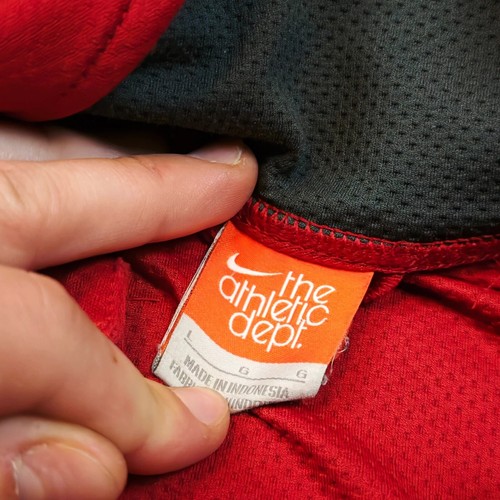 the
athletic
dept.
L G G
MADE IN INDONESIA